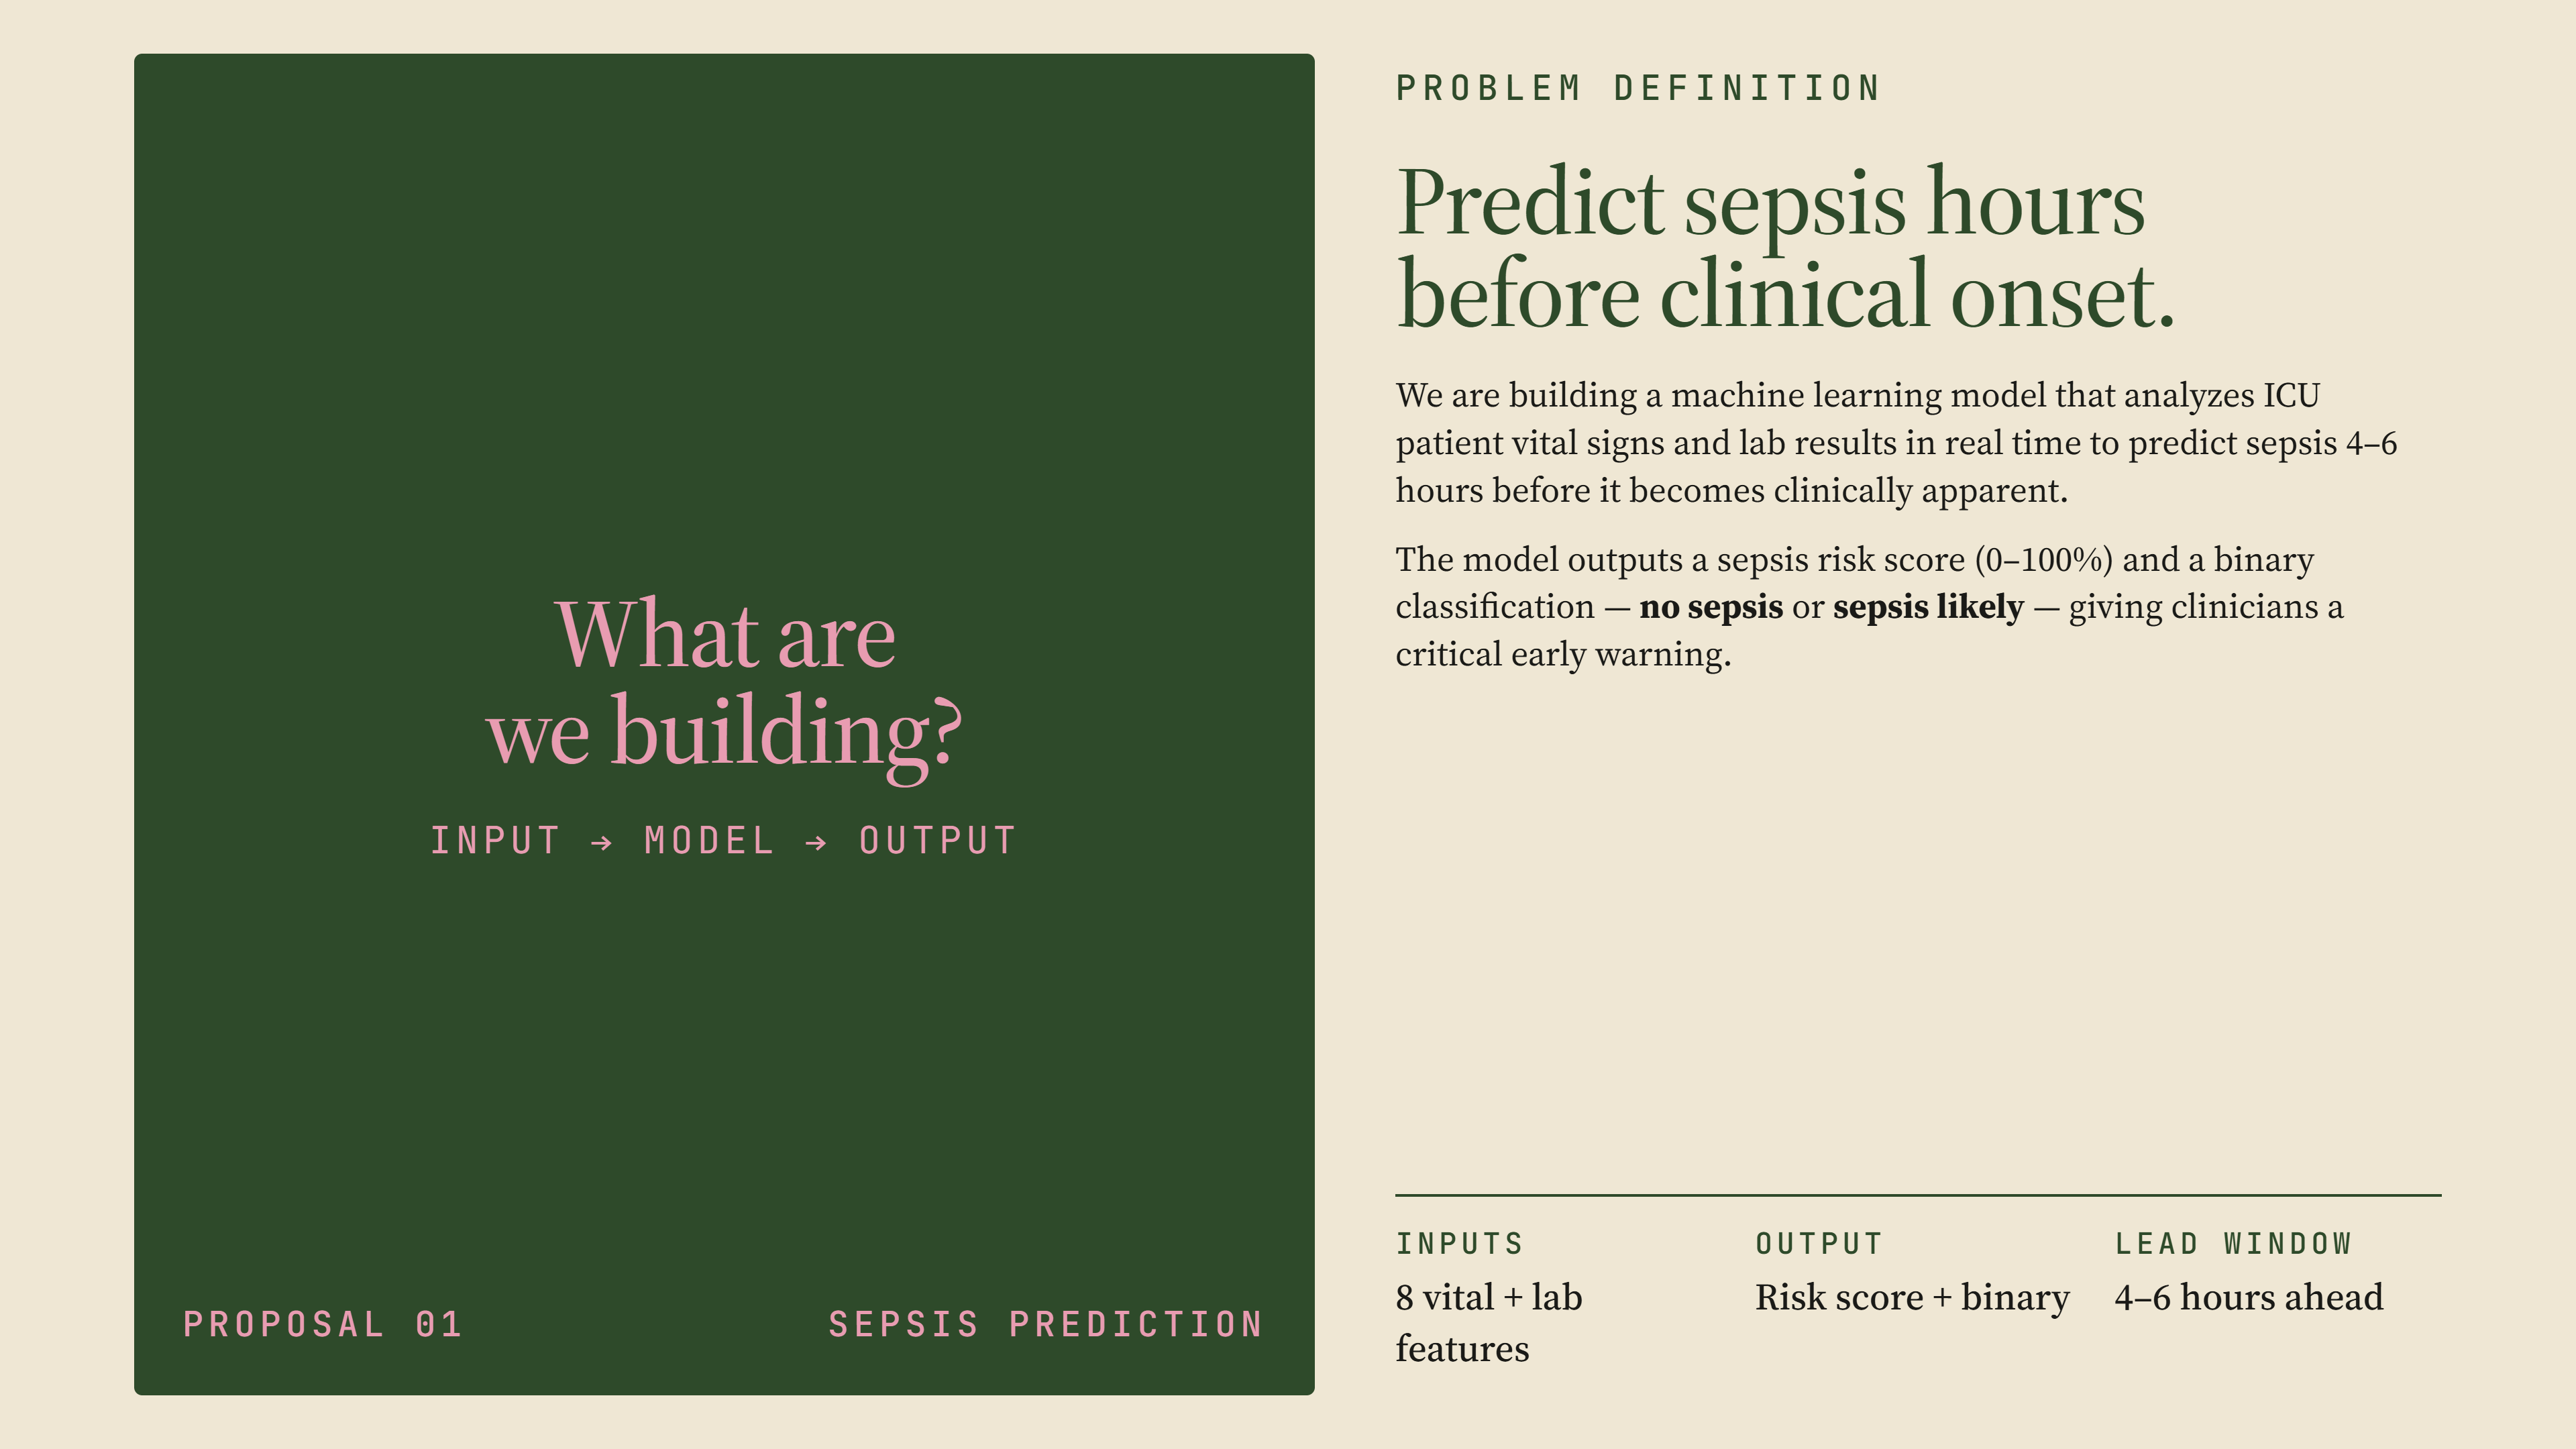 What are
we building?
INPUT → MODEL → OUTPUT
PROPOSAL 01
SEPSIS PREDICTION
PROBLEM DEFINITION
Predict sepsis hours
before clinical onset.
We are building a machine learning model that analyzes ICU
patient vital signs and lab results in real time to predict sepsis 4–6
hours before it becomes clinically apparent.
The model outputs a sepsis risk score (0–100%) and a binary
classification — no sepsis or sepsis likely — giving clinicians a
critical early warning.
INPUTS
8 vital + lab
features
OUTPUT
Risk score + binary
LEAD WINDOW
4–6 hours ahead